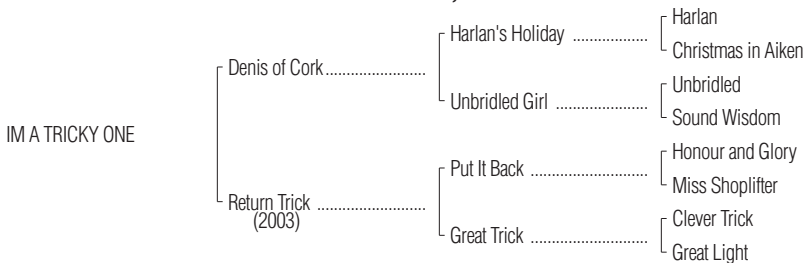 Harlan
Harlan's Holiday ..................
Christmas in Aiken
Denis of Cork........................
Unbridled
Unbridled Girl ......................
Sound Wisdom
IM A TRICKY ONE
Honour and Glory
Put It Back ............................
Miss Shoplifter
Return Trick ..........................
(2003)
Clever Trick
Great Trick ............................
Great Light